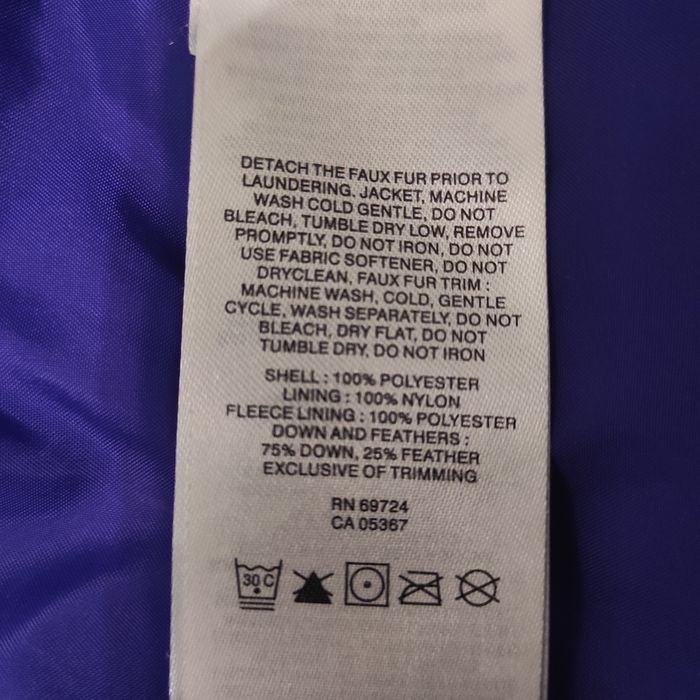 DETACH THE FAUX FUR PRIOR TO
LAUNDERING. JACKET, MACHINE
WASH COLD GENTLE, DO NOT
BLEACH, TUMBLE DRY LOW, REMOVE
PROMPTLY, DO NOT IRON, DO NOT
USE FABRIC SOFTENER, DO NOT
DRYCLEAN, FAUX FUR TRIM :
MACHINE WASH, COLD, GENTLE
CYCLE, WASH SEPARATELY, DO NOT
BLEACH, DRY FLAT, DO NOT
TUMBLE DRY, DO NOT IRON
SHELL : 100% POLYESTER
LINING : 100% NYLON
FLEECE LINING : 100% POLYESTER
DOWN AND FEATHERS :
75% DOWN, 25% FEATHER
EXCLUSIVE OF TRIMMING
RN 69724
CA 05367
30 C